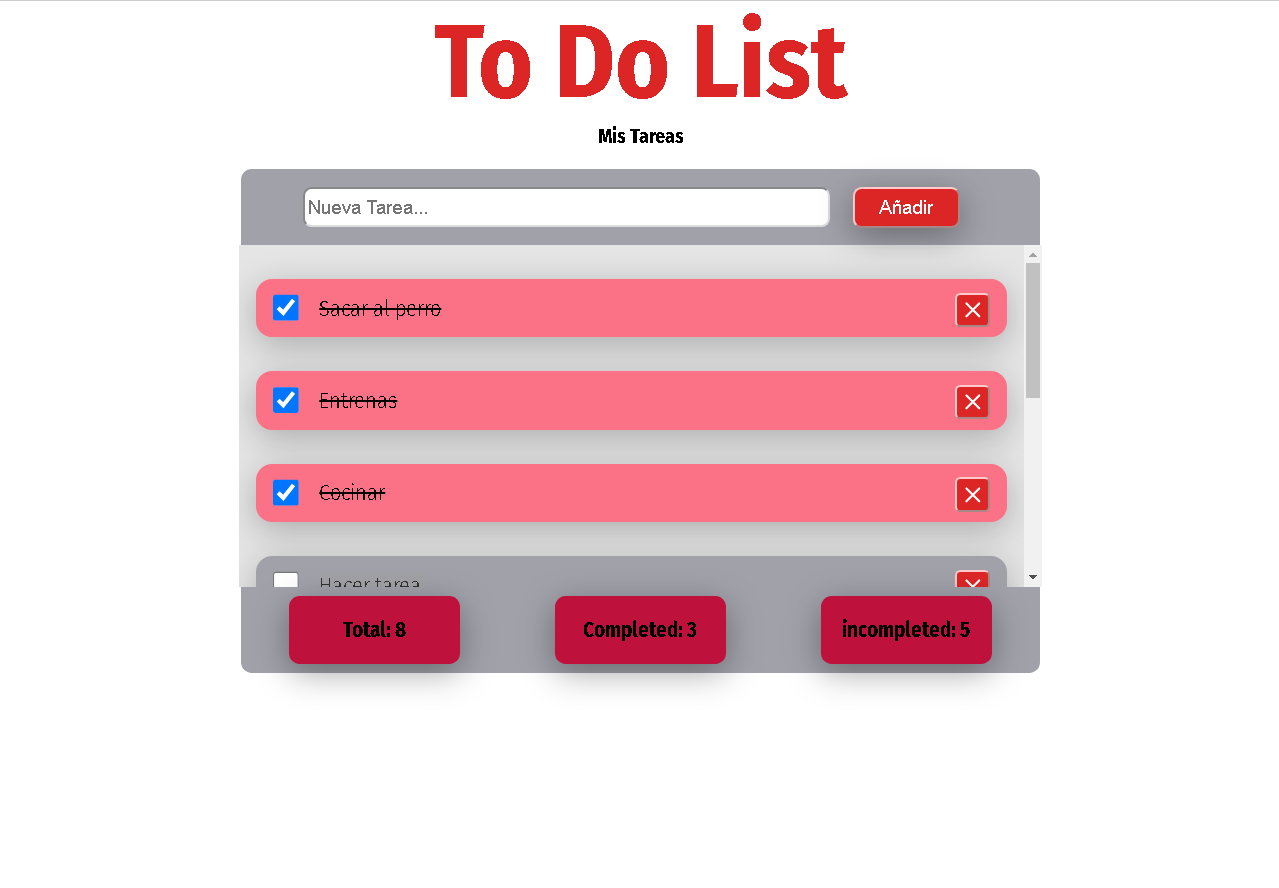 To Do List
Mis Tareas
Nueva Tarea... Añadir
Sacar al perro
Entrenas
Cocinar
Hacer tarea
Total: 8 Completed: 3 incompleted: 5